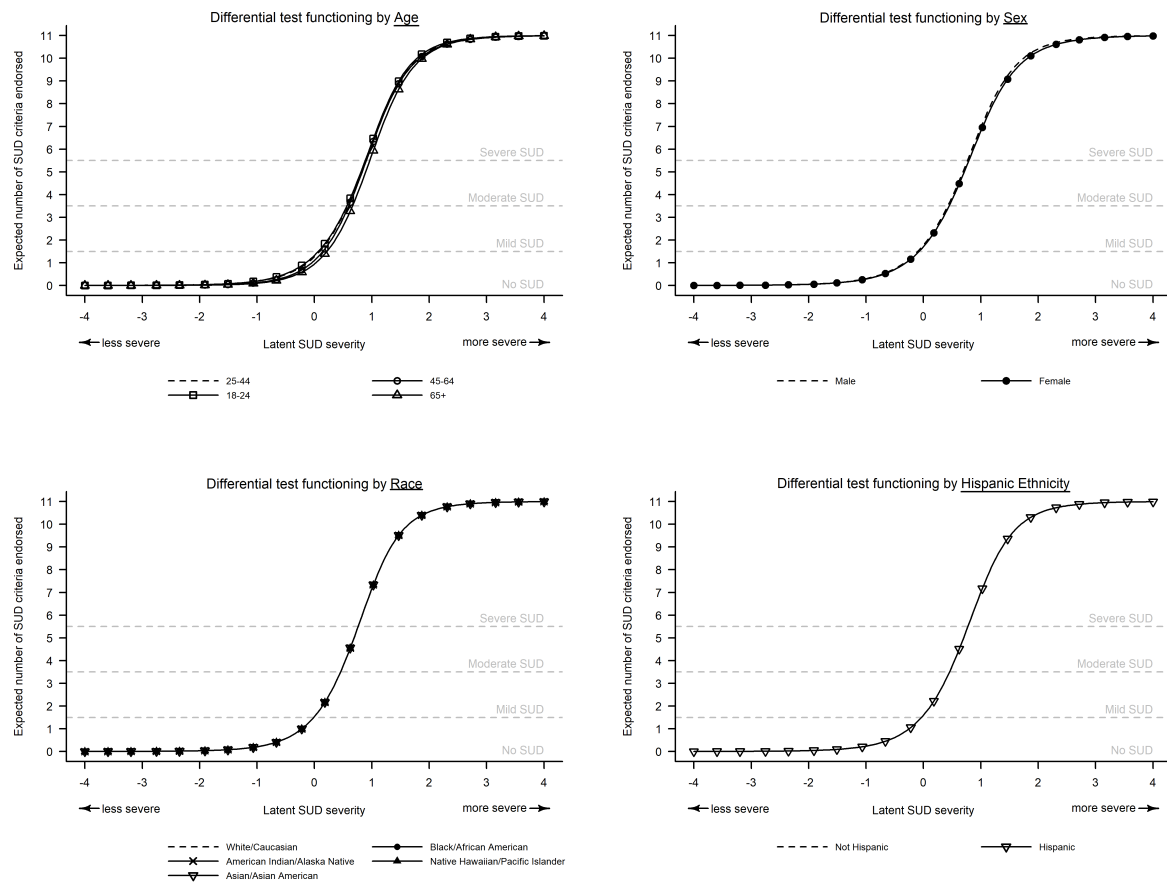 Differential test functioning by Age
Expected number of SUD criteria endorsed
11
10
9
8
7
6
5
4
3
2
1
0
Severe SUD
Moderate SUD
Mild SUD
No SUD
-4 -3 -2 -1 0 1 2 3 4
less severe Latent SUD severity more severe
25-44 45-64
18-24 65+
Differential test functioning by Sex
Expected number of SUD criteria endorsed
11
10
9
8
7
6
5
4
3
2
1
0
Severe SUD
Moderate SUD
Mild SUD
No SUD
-4 -3 -2 -1 0 1 2 3 4
less severe Latent SUD severity more severe
Male Female
Differential test functioning by Race
Expected number of SUD criteria endorsed
11
10
9
8
7
6
5
4
3
2
1
0
Severe SUD
Moderate SUD
Mild SUD
No SUD
-4 -3 -2 -1 0 1 2 3 4
less severe Latent SUD severity more severe
White/Caucasian Black/African American
American Indian/Alaska Native Native Hawaiian/Pacific Islander
Asian/Asian American
Differential test functioning by Hispanic Ethnicity
Expected number of SUD criteria endorsed
11
10
9
8
7
6
5
4
3
2
1
0
Severe SUD
Moderate SUD
Mild SUD
No SUD
-4 -3 -2 -1 0 1 2 3 4
less severe Latent SUD severity more severe
Not Hispanic Hispanic